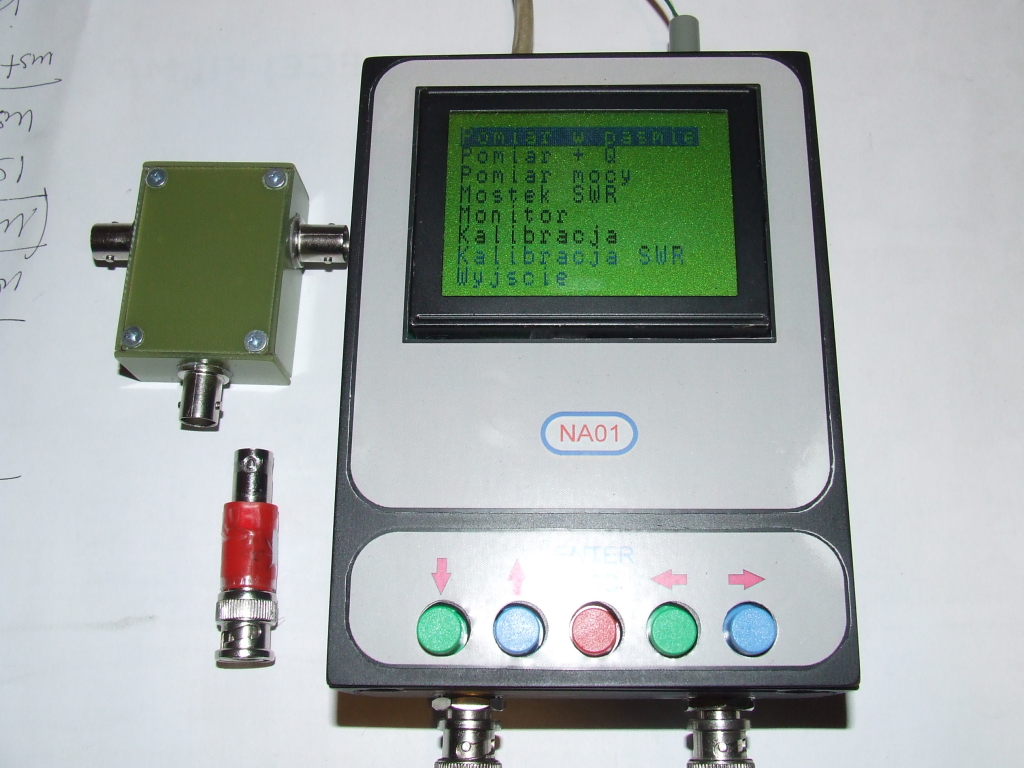 Pomiar w pasmie
Pomiar + Q
Pomiar mocy
Mostek SWR
Monitor
Kalibracja
Kalibracja SWR
Wyjscie
NA01
ENTER